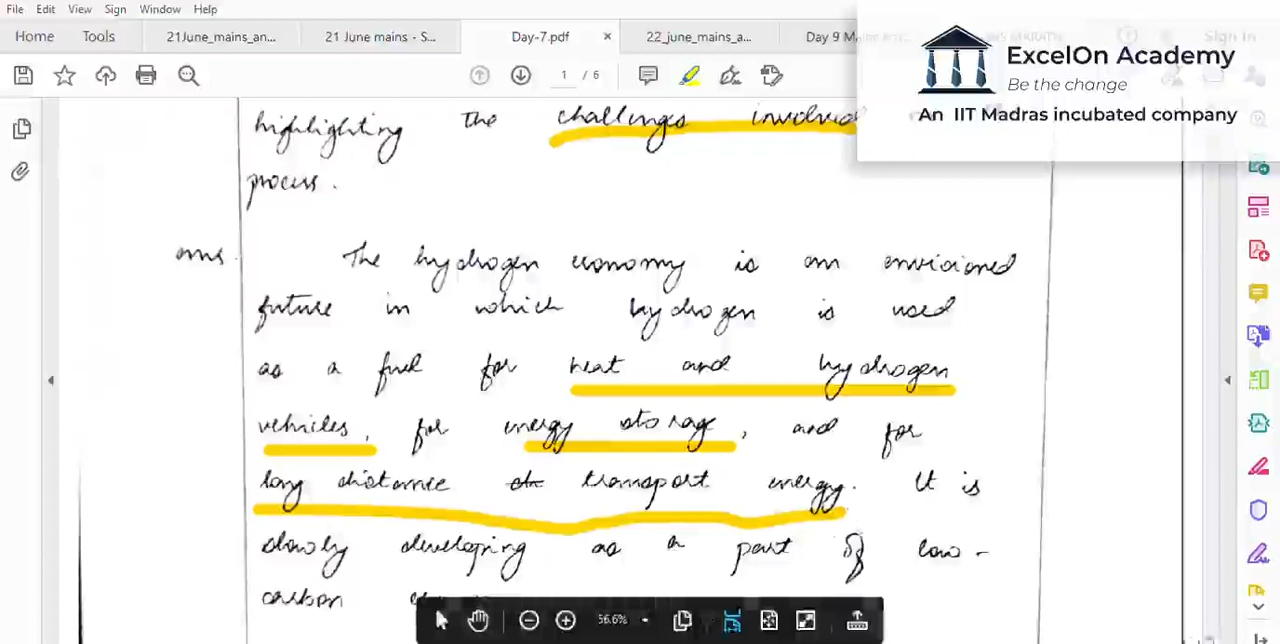 File Edit View Sign Window Help
Home Tools 21June_mains_an... 21 June mains - S... Day-7.pdf × 22_june_mains_a... Day 9 Sign In
ExcelOn Academy
Be the change
An IIT Madras incubated company
1 / 6
highlighting the challenges involved
process.
ans. The hydrogen economy is an envisioned
future in which hydrogen is used
as a fuel for heat and hydrogen
vehicles, for energy storage, and for
long distance transport energy. It is
slowly developing as a part of low-
carbon
56.6%